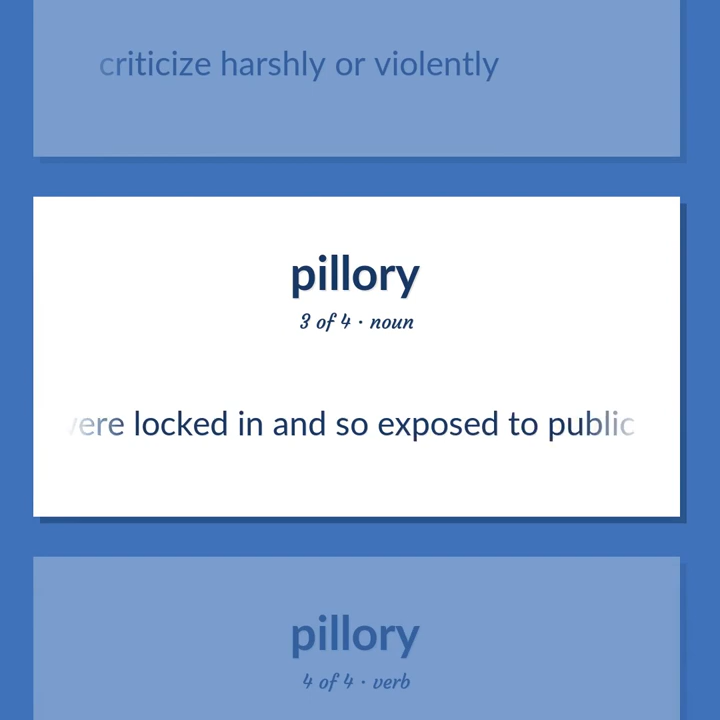 criticize harshly or violently
pillory
3 of 4 · noun
were locked in and so exposed to public
pillory
4 of 4 · verb